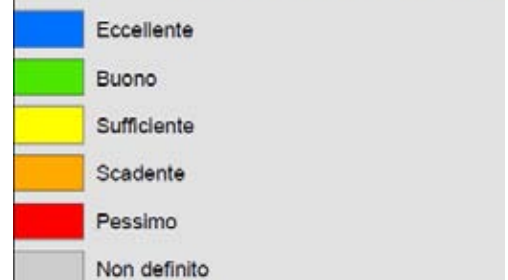 Eccellente
Buono
Sufficiente
Scadente
Pessimo
Non definito